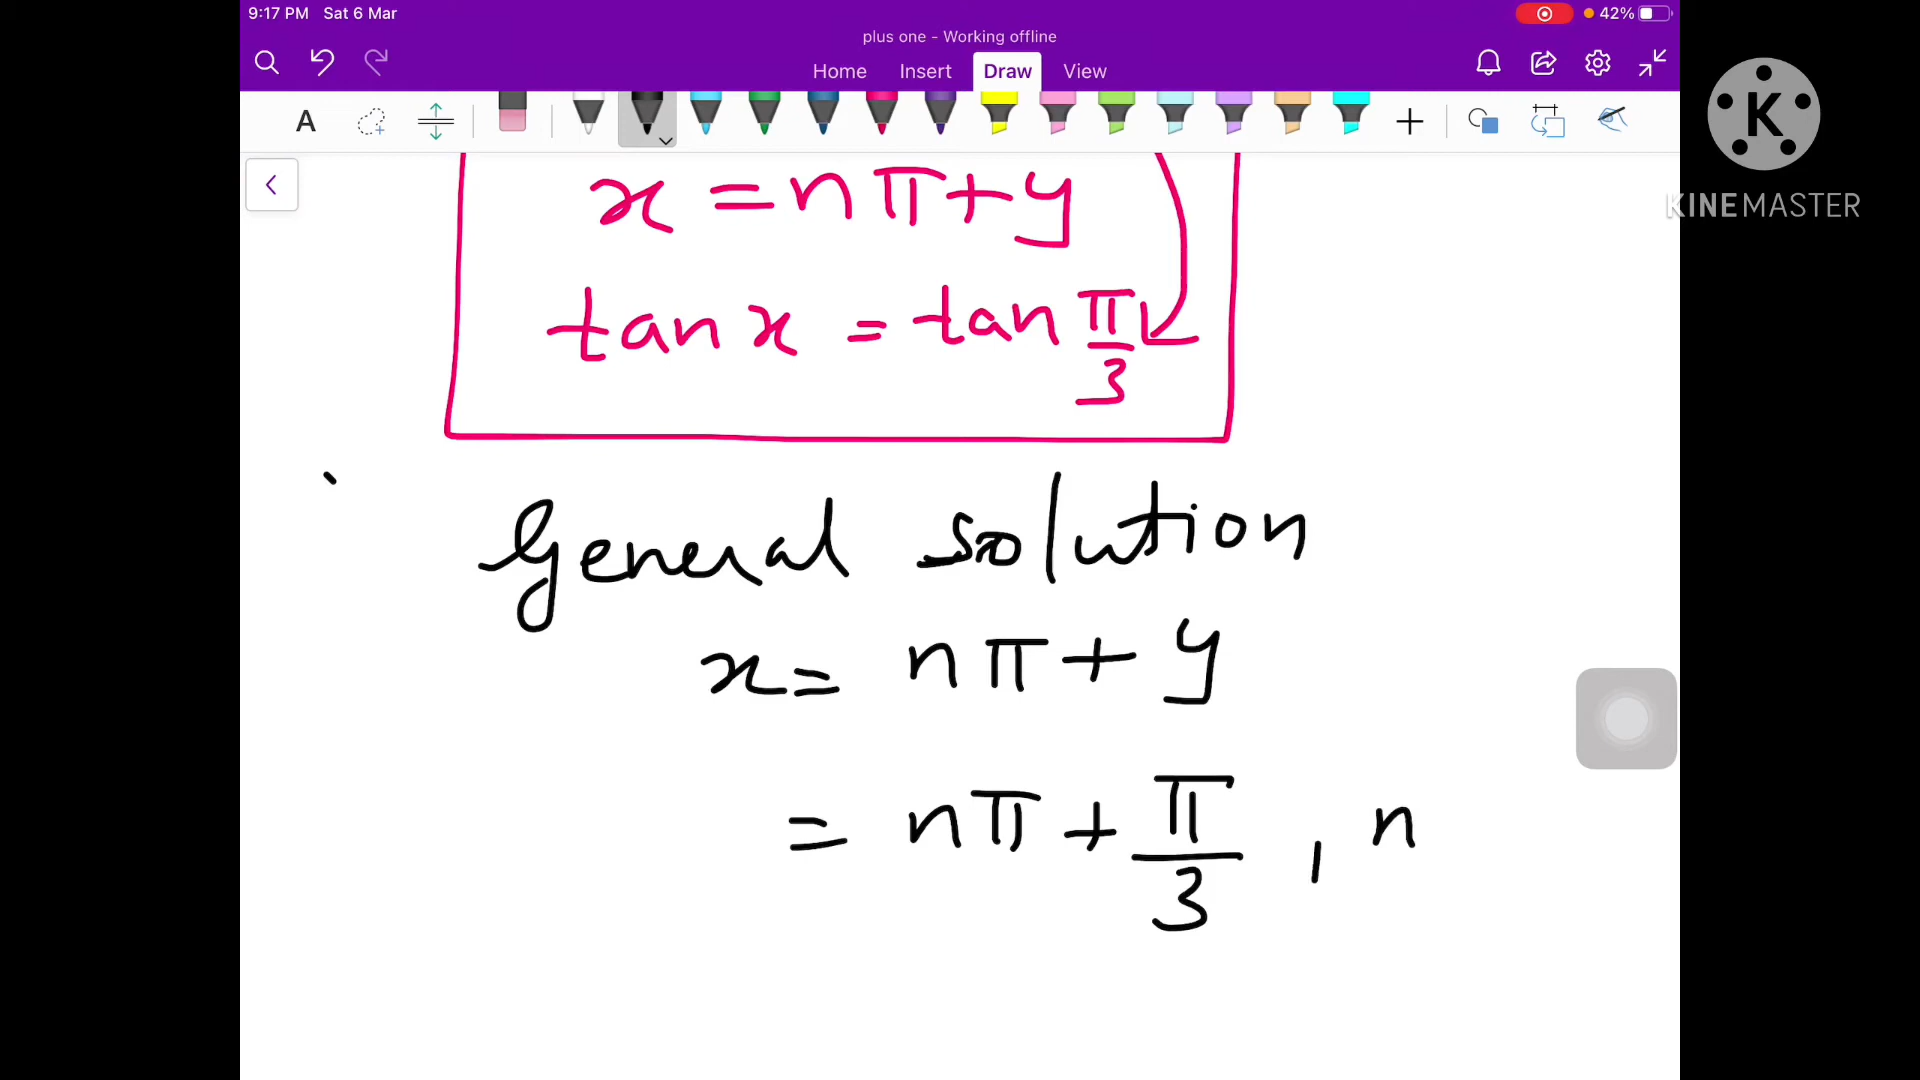 9:17 PM Sat 6 Mar
42%
plus one - Working offline
Home Insert Draw View
A
K
KINEMASTER
x = nπ + y
tan x = tan π/3
General solution
x = nπ + y
= nπ + π/3 , n